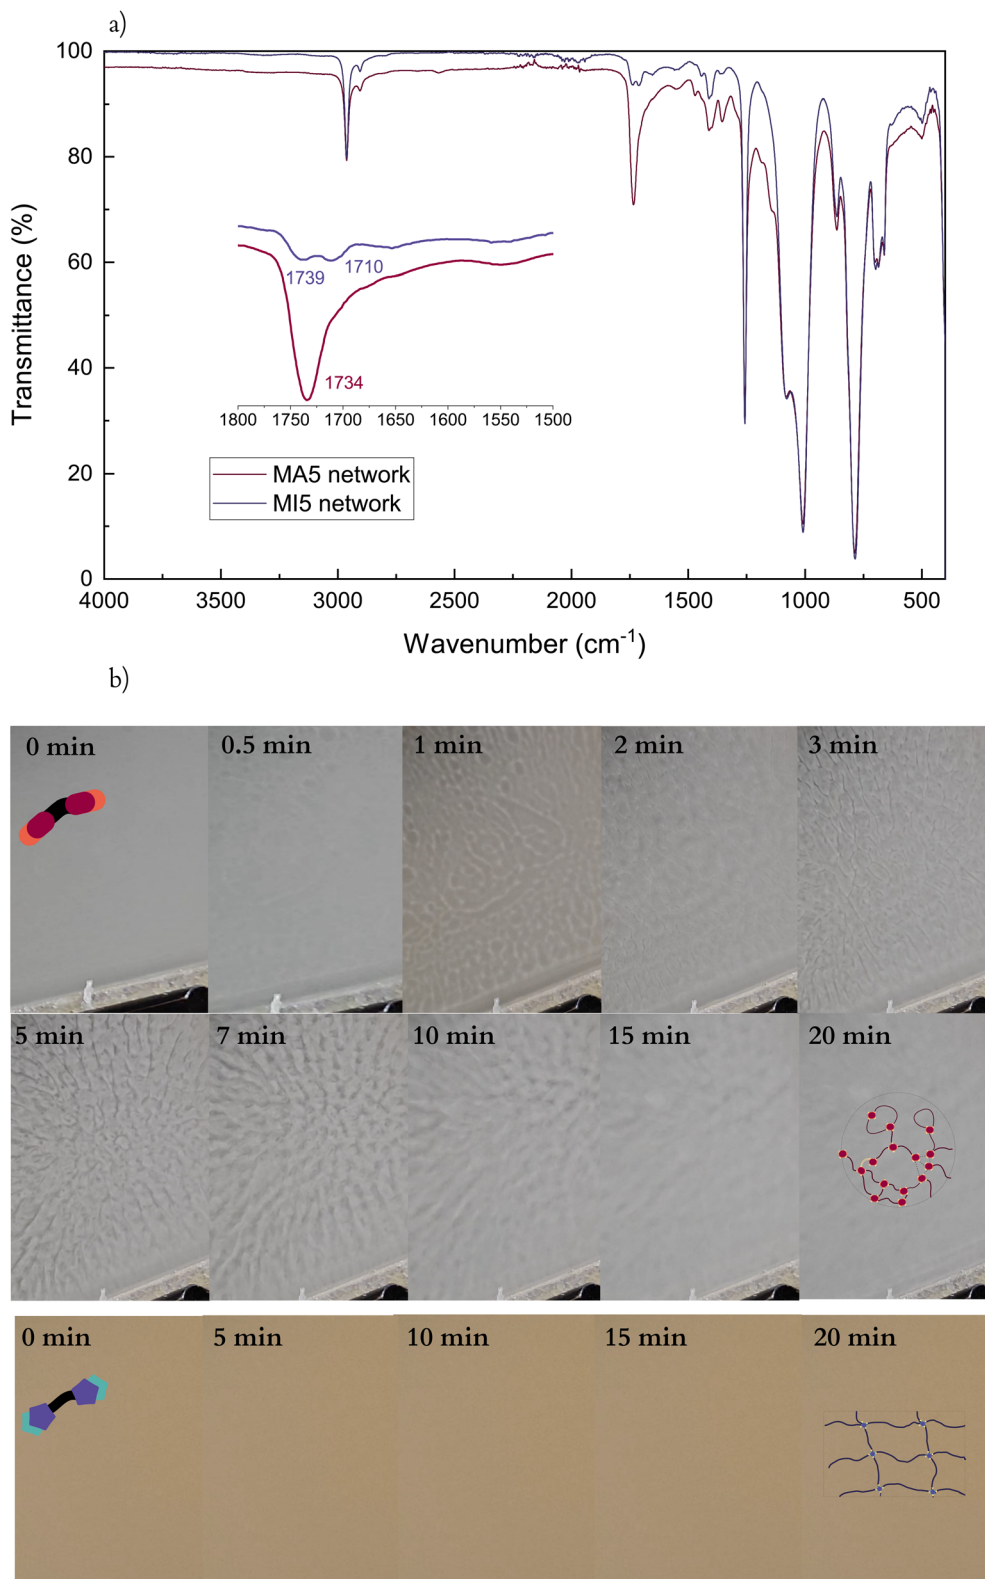 a)
100
80
60
40
20
0
Transmittance (%)
1739
1710
1734
1800 1750 1700 1650 1600 1550 1500
MA5 network
MI5 network
4000 3500 3000 2500 2000 1500 1000 500
Wavenumber (cm⁻¹)
b)
0 min 0.5 min 1 min 2 min 3 min
5 min 7 min 10 min 15 min 20 min
0 min 5 min 10 min 15 min 20 min